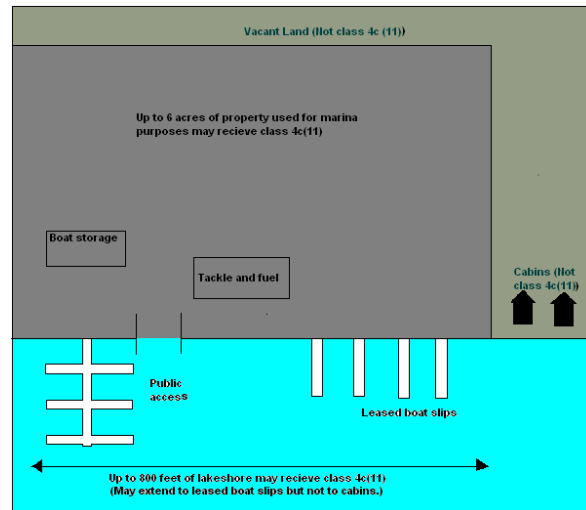 Vacant Land (Not class 4c (11))
Up to 6 acres of property used for marina
purposes may recieve class 4c(11)
Boat storage
Tackle and fuel
Cabins (Not
class 4c(11))
Public
access
Leased boat slips
Up to 800 feet of lakeshore may recieve class 4c(11)
(May extend to leased boat slips but not to cabins.)